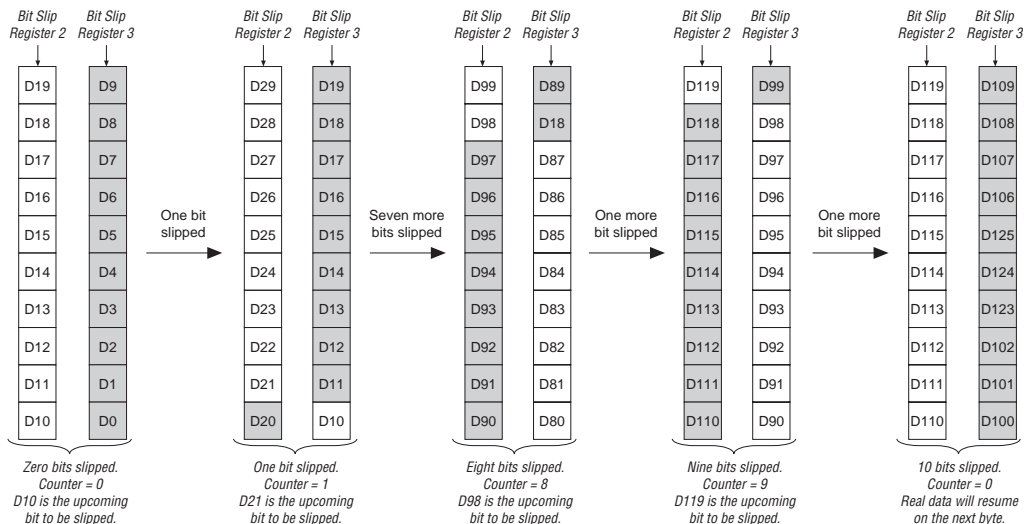 Bit Slip Register 2
Bit Slip Register 3
D19 D9
D18 D8
D17 D7
D16 D6
D15 D5
D14 D4
D13 D3
D12 D2
D11 D1
D10 D0
Zero bits slipped.
Counter = 0
D10 is the upcoming
bit to be slipped.
One bit
slipped
Bit Slip Register 2
Bit Slip Register 3
D29 D19
D28 D18
D27 D17
D26 D16
D25 D15
D24 D14
D23 D13
D22 D12
D21 D11
D20 D10
One bit slipped.
Counter = 1
D21 is the upcoming
bit to be slipped.
Seven more
bits slipped
Bit Slip Register 2
Bit Slip Register 3
D99 D89
D98 D18
D97 D87
D96 D86
D95 D85
D94 D84
D93 D83
D92 D82
D91 D81
D90 D80
Eight bits slipped.
Counter = 8
D98 is the upcoming
bit to be slipped.
One more
bit slipped
Bit Slip Register 2
Bit Slip Register 3
D119 D99
D118 D98
D117 D97
D116 D96
D115 D95
D114 D94
D113 D93
D112 D92
D111 D91
D110 D90
Nine bits slipped.
Counter = 9
D119 is the upcoming
bit to be slipped.
One more
bit slipped
Bit Slip Register 2
Bit Slip Register 3
D119 D109
D118 D108
D117 D107
D116 D106
D115 D125
D114 D124
D113 D123
D112 D102
D111 D101
D110 D100
10 bits slipped.
Counter = 0
Real data will resume
on the next byte.